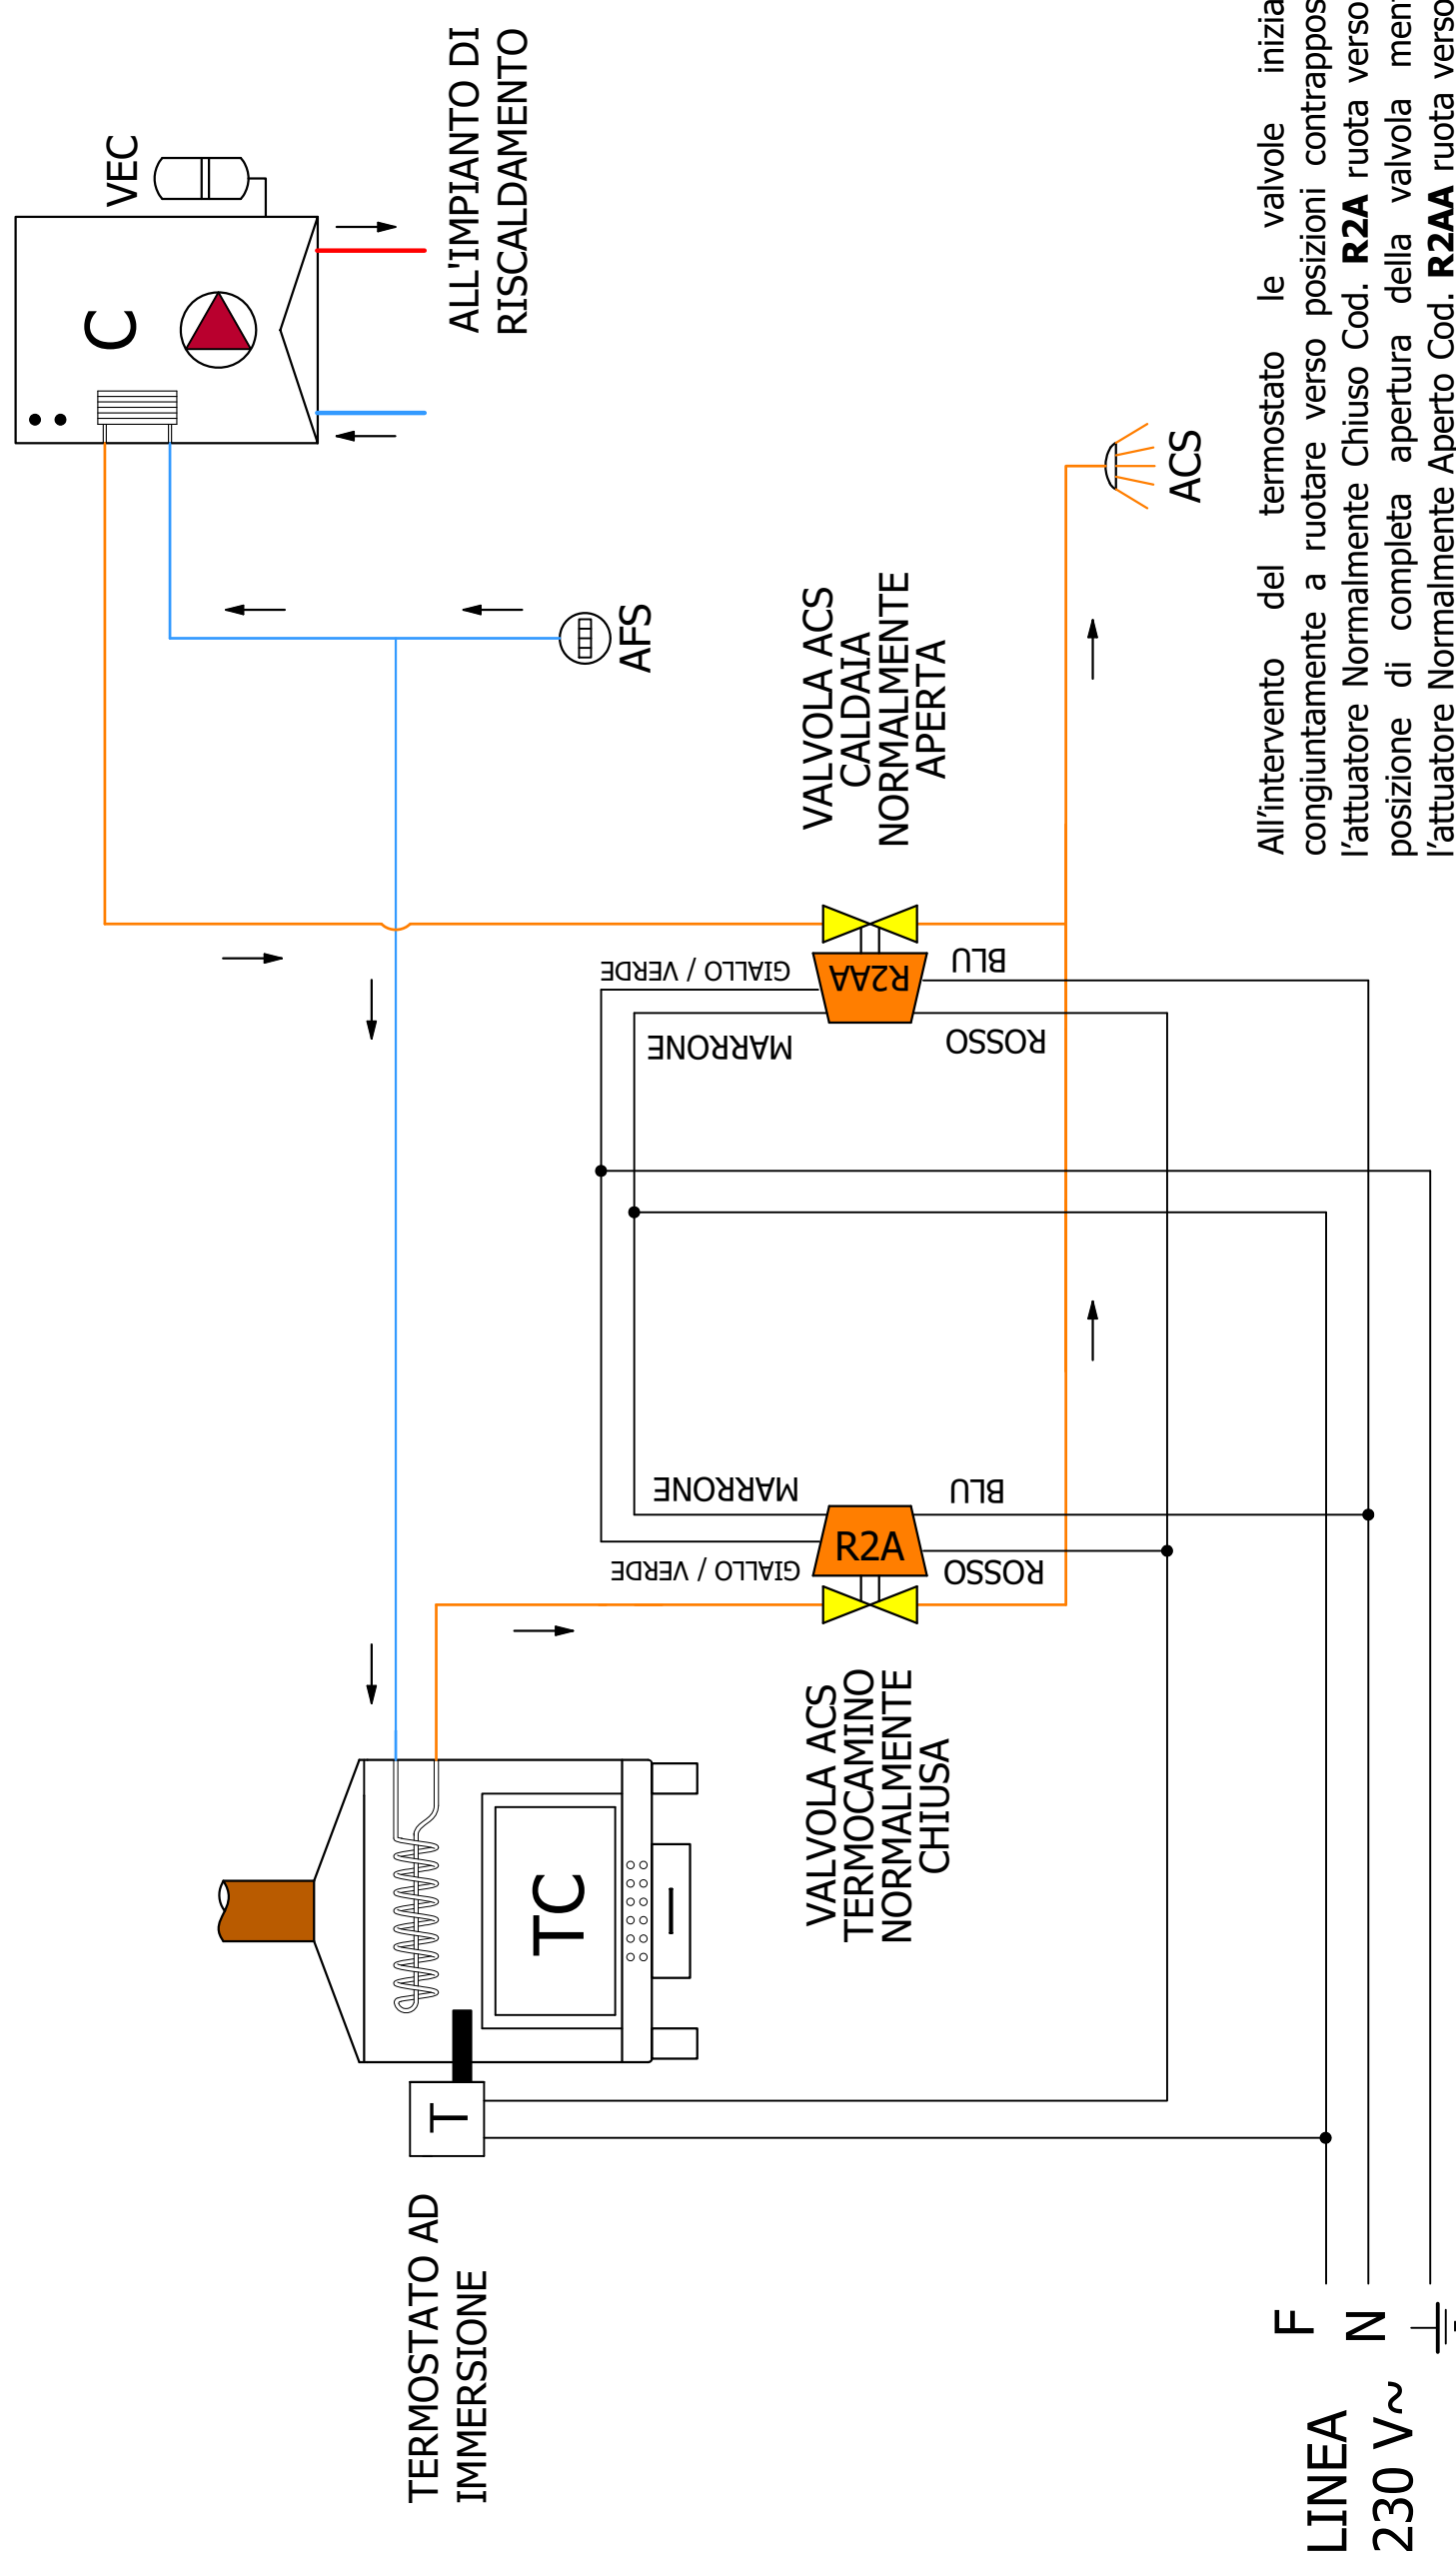 VEC
C
ALL'IMPIANTO DI
RISCALDAMENTO
AFS
ACS
VALVOLA ACS
CALDAIA
NORMALMENTE
APERTA
GIALLO / VERDE
MARRONE
R2AA
BLU
ROSSO
MARRONE
GIALLO / VERDE
R2A
BLU
ROSSO
VALVOLA ACS
TERMOCAMINO
NORMALMENTE
CHIUSA
TC
T
TERMOSTATO AD
IMMERSIONE
F
N
LINEA
230 V~
All'intervento del termostato le valvole inizia
congiuntamente a ruotare verso posizioni contrappos
l'attuatore Normalmente Chiuso Cod. R2A ruota verso
posizione di completa apertura della valvola men
l'attuatore Normalmente Aperto Cod. R2AA ruota verso